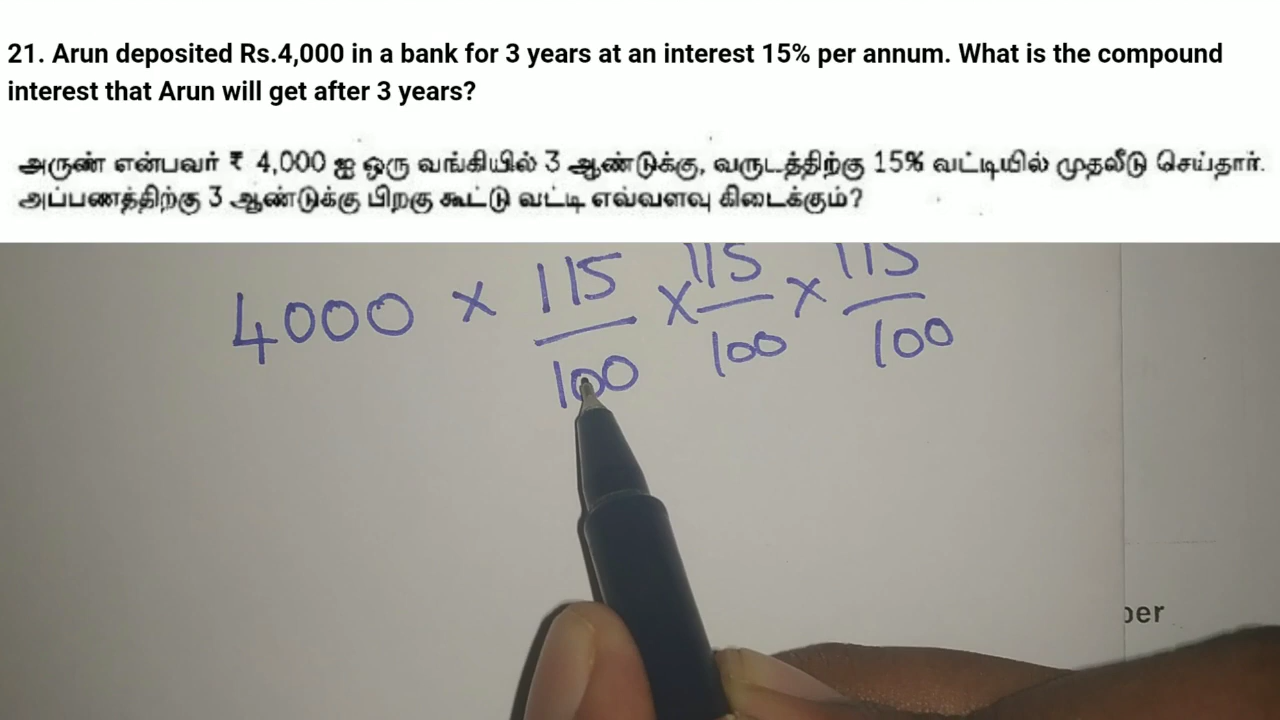 21. Arun deposited Rs.4,000 in a bank for 3 years at an interest 15% per annum. What is the compound
interest that Arun will get after 3 years?
அருண் என்பவர் ₹ 4,000 ஐ ஒரு வங்கியில் 3 ஆண்டுக்கு, வருடத்திற்கு 15% வட்டியில் முதலீடு செய்தார்.
அப்பணத்திற்கு 3 ஆண்டுக்கு பிறகு கூட்டு வட்டி எவ்வளவு கிடைக்கும்?
4000 × 115/100 × 115/100 × 115/100